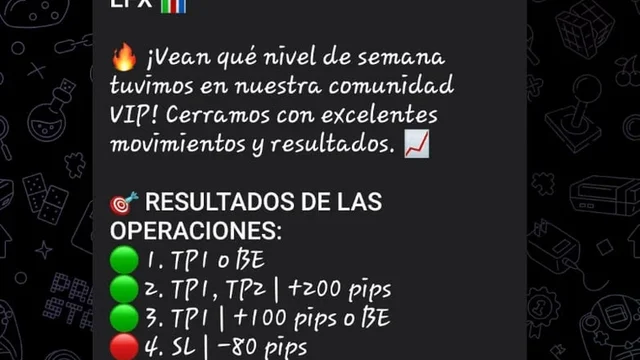 EFX 📊
🔥 ¡Vean qué nivel de semana
tuvimos en nuestra comunidad
VIP! Cerramos con excelentes
movimientos y resultados. 📈
🎯 RESULTADOS DE LAS
OPERACIONES:
🟢 1. TP1 o BE
🟢 2. TP1, TP2 | +200 pips
🟢 3. TP1 | +100 pips o BE
🔴 4. SL | -80 pips